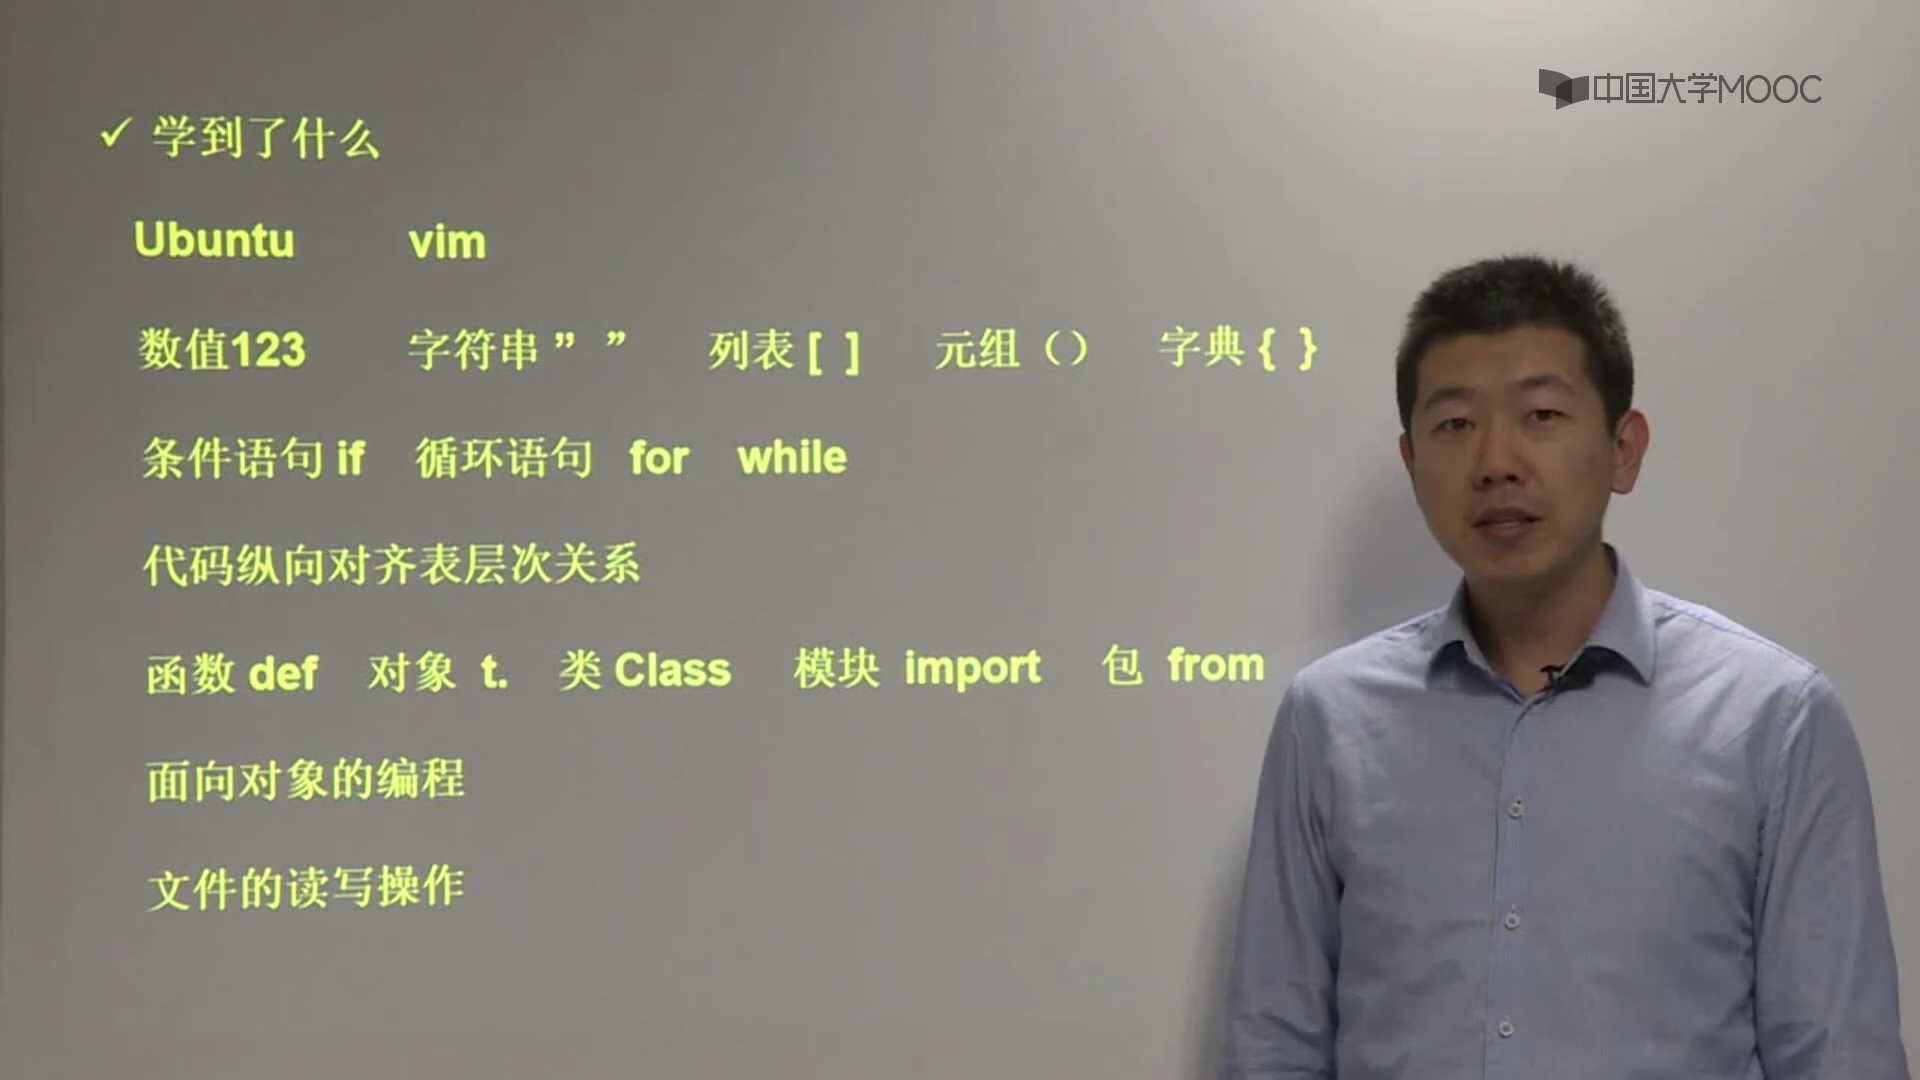 中国大学MOOC
✓ 学到了什么
Ubuntu vim
数值123 字符串 ” ” 列表 [ ] 元组（） 字典 { }
条件语句 if 循环语句 for while
代码纵向对齐表层次关系
函数 def 对象 t. 类 Class 模块 import 包 from
面向对象的编程
文件的读写操作